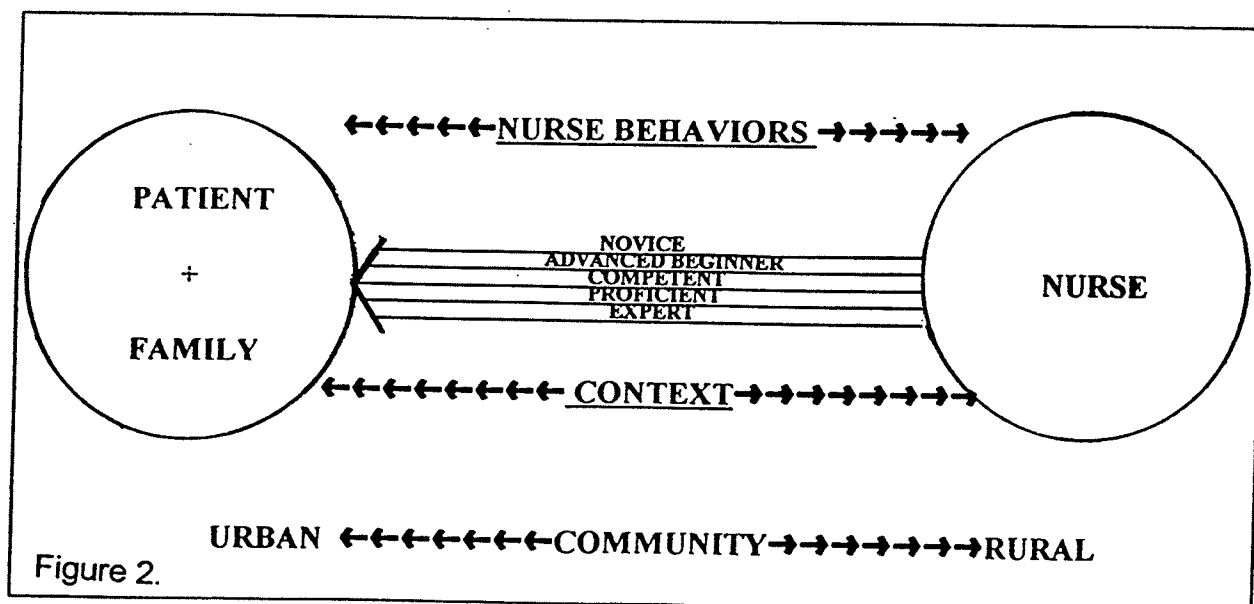 ←←←←←NURSE BEHAVIORS→→→→→
PATIENT
+
FAMILY
NOVICE
ADVANCED BEGINNER
COMPETENT
PROFICIENT
EXPERT
NURSE
←←←←←←←←CONTEXT→→→→→→→→
URBAN ←←←←←←←COMMUNITY→→→→→→→RURAL
Figure 2.